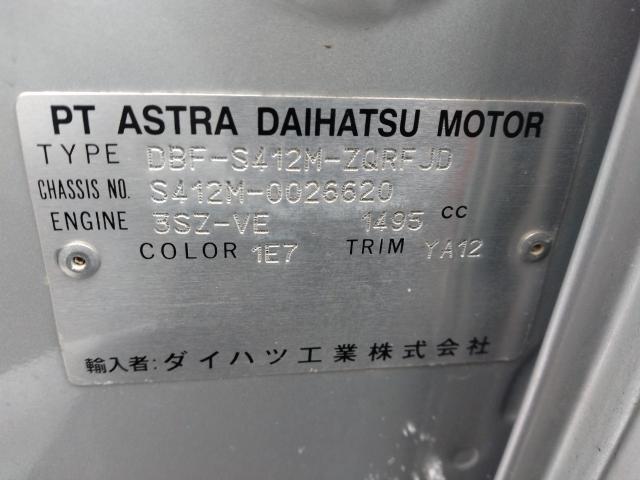 PT ASTRA DAIHATSU MOTOR
TYPE DBF-S412M-ZQRFJD
CHASSIS NO. S412M-0026620
ENGINE 3SZ-VE 1495 CC
COLOR 1E7 TRIM YA12
輸入者: ダイハツ工業株式会社